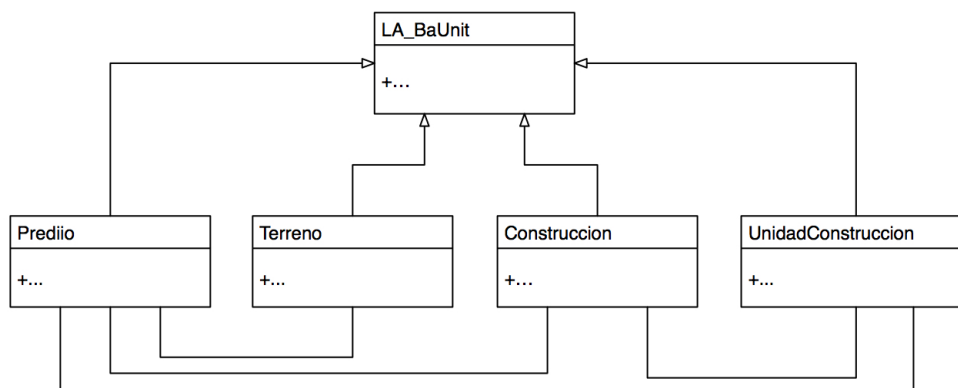 LA_BaUnit
+...
Prediio
+...
Terreno
+...
Construccion
+...
UnidadConstruccion
+...